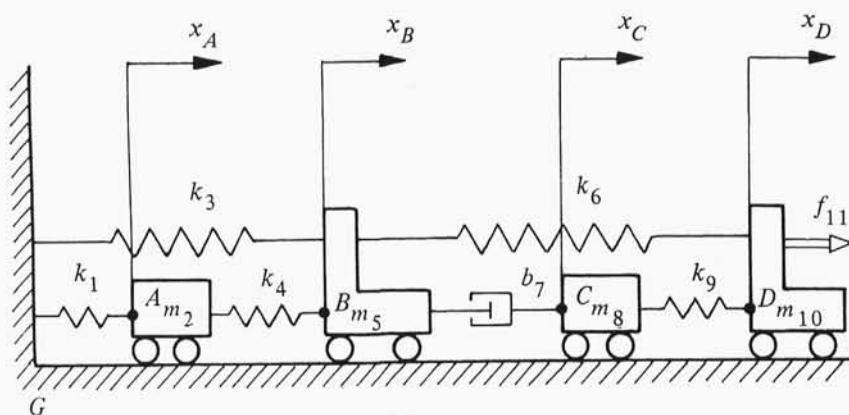 x_A x_B x_C x_D
k_3 k_6 f_11
k_1 k_4 b_7 k_9
A m_2 B m_5 C m_8 D m_10
G